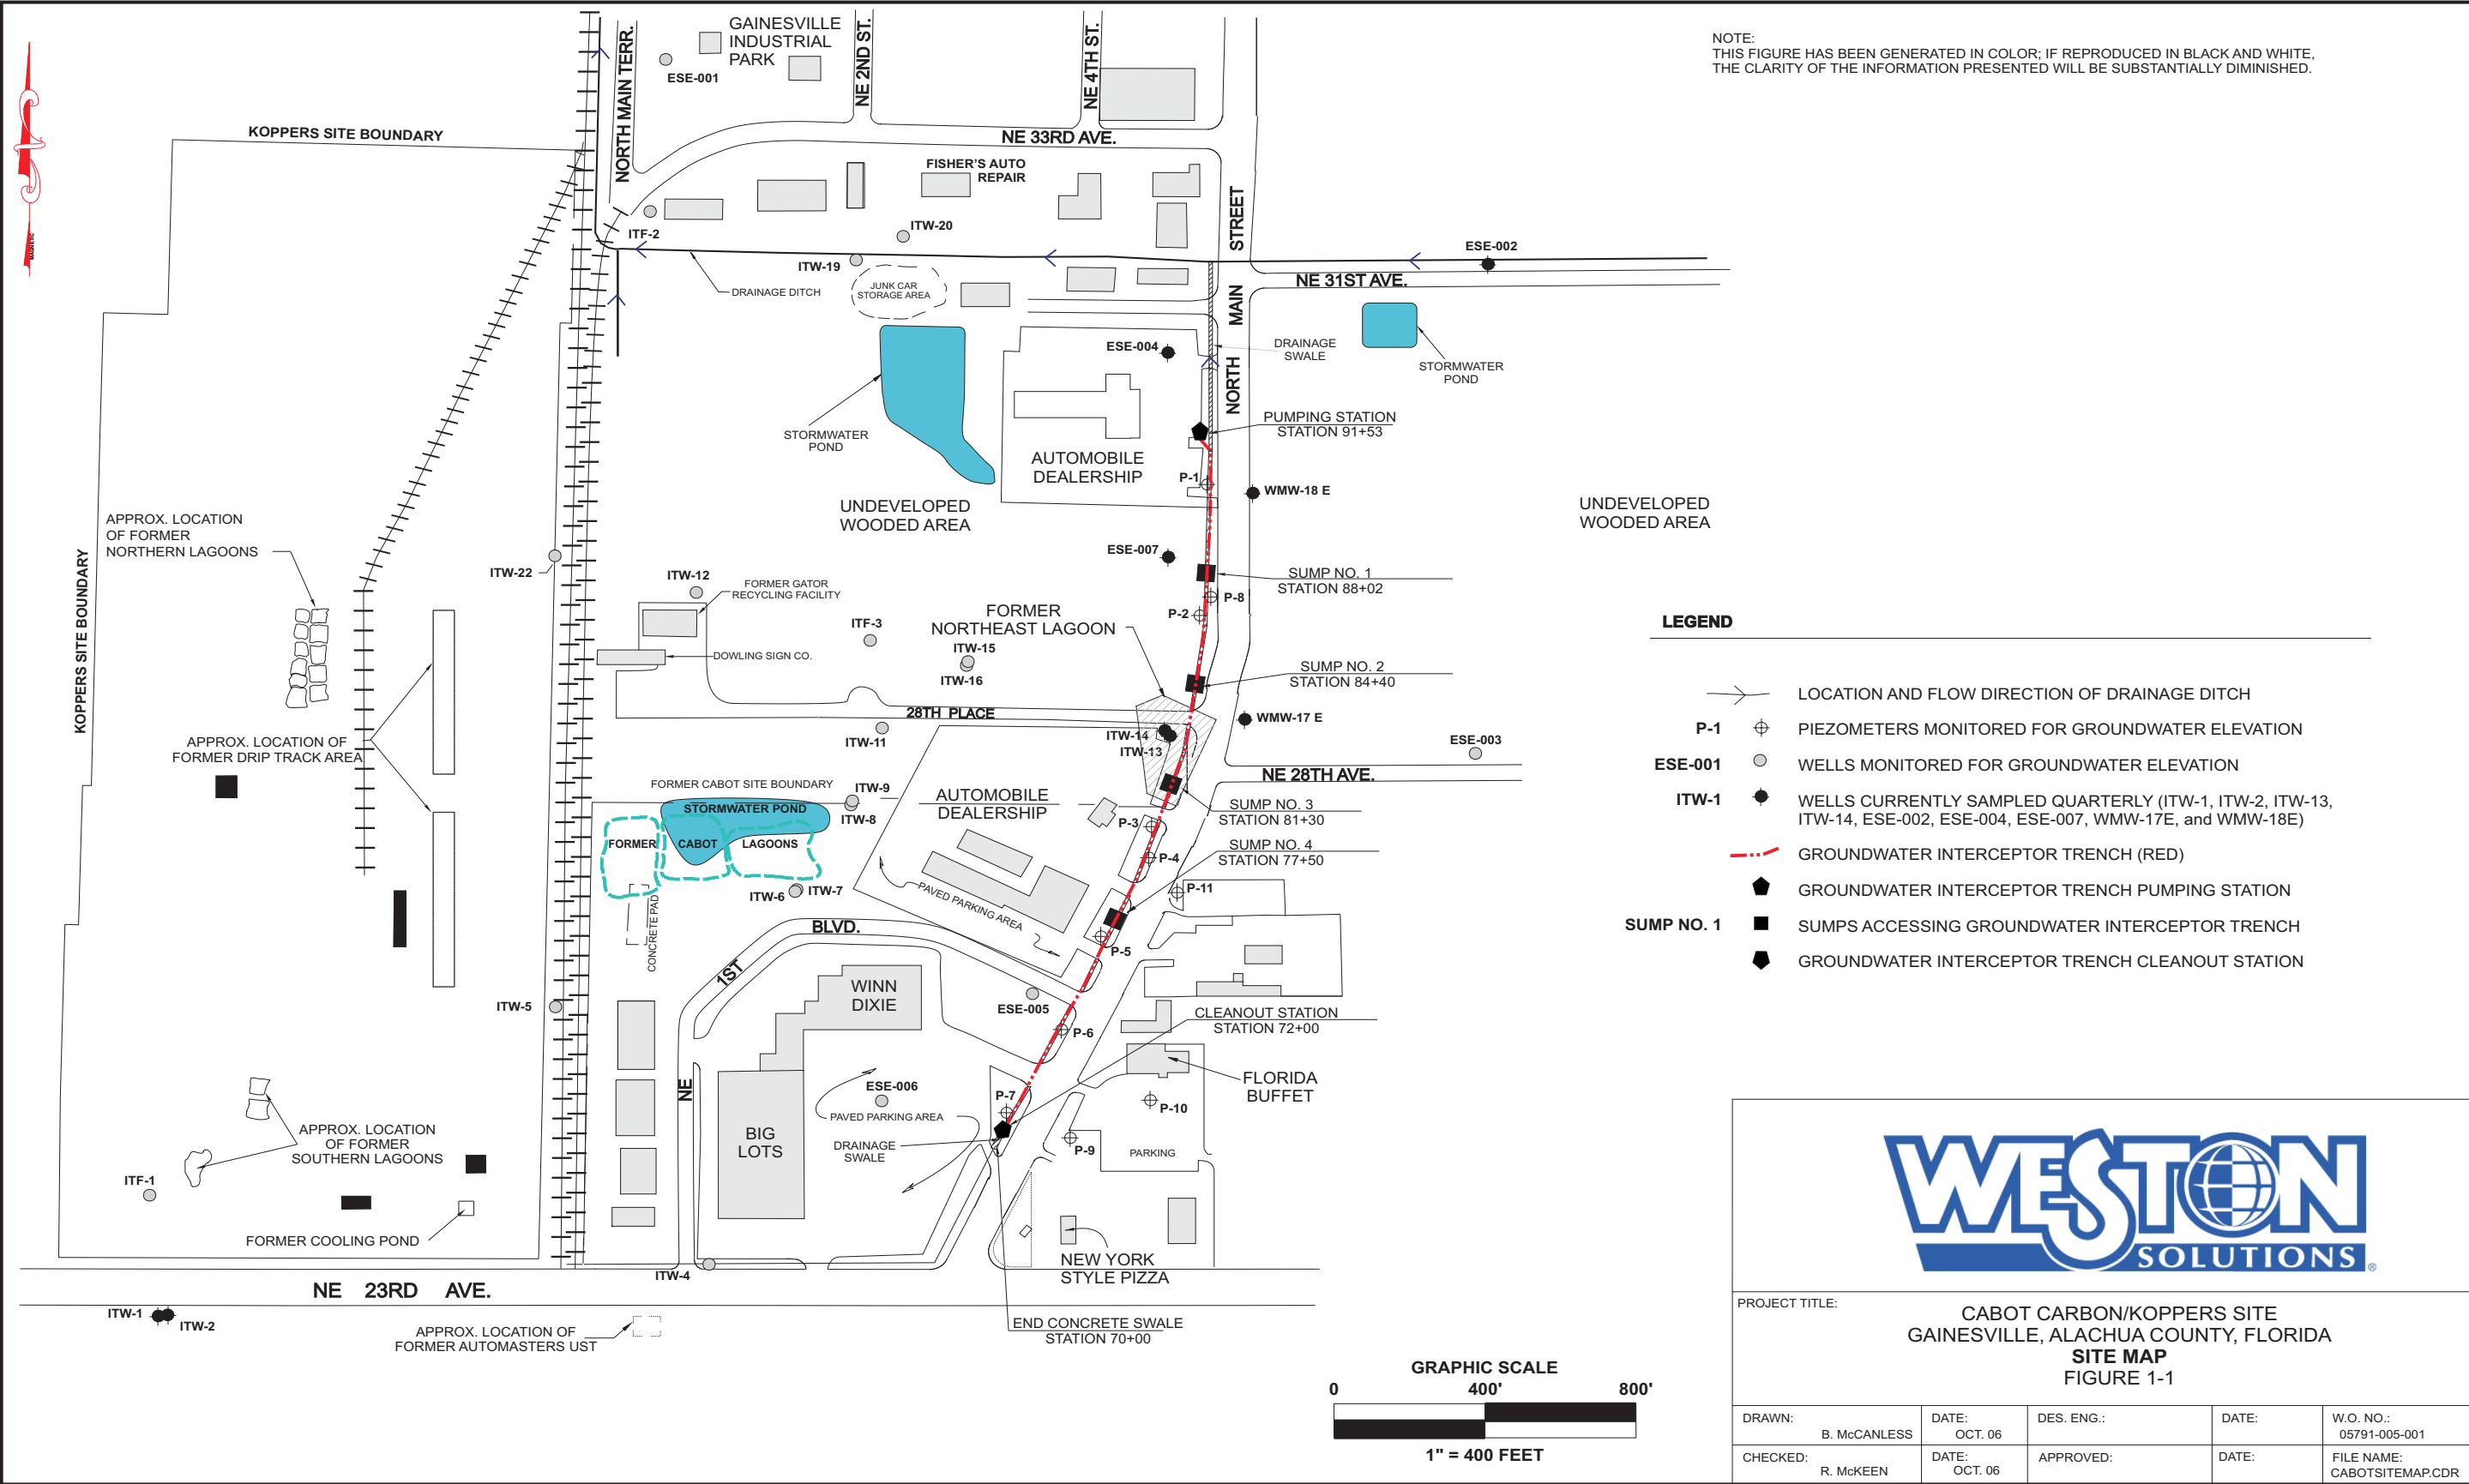 NOTE:
THIS FIGURE HAS BEEN GENERATED IN COLOR; IF REPRODUCED IN BLACK AND WHITE,
THE CLARITY OF THE INFORMATION PRESENTED WILL BE SUBSTANTIALLY DIMINISHED.
MAGNETIC
GAINESVILLE
INDUSTRIAL
PARK
ESE-001
NORTH MAIN TERR.
NE 2ND ST.
NE 4TH ST.
KOPPERS SITE BOUNDARY
NE 33RD AVE.
FISHER'S AUTO
REPAIR
ITF-2
ITW-20
ITW-19
NORTH MAIN STREET
ESE-002
NE 31ST AVE.
DRAINAGE DITCH
JUNK CAR
STORAGE AREA
ESE-004
DRAINAGE
SWALE
STORMWATER
POND
STORMWATER
POND
PUMPING STATION
STATION 91+53
AUTOMOBILE
DEALERSHIP
P-1
WMW-18 E
UNDEVELOPED
WOODED AREA
UNDEVELOPED
WOODED AREA
APPROX. LOCATION
OF FORMER
NORTHERN LAGOONS
KOPPERS SITE BOUNDARY
ITW-22
ITW-12
FORMER GATOR
RECYCLING FACILITY
ESE-007
SUMP NO. 1
STATION 88+02
P-8
P-2
FORMER
NORTHEAST LAGOON
ITF-3
ITW-15
ITW-16
DOWLING SIGN CO.
SUMP NO. 2
STATION 84+40
28TH PLACE
WMW-17 E
ITW-11
ITW-14
ITW-13
ESE-003
NE 28TH AVE.
APPROX. LOCATION OF
FORMER DRIP TRACK AREA
FORMER CABOT SITE BOUNDARY
ITW-9
ITW-8
STORMWATER POND
FORMER
CABOT
LAGOONS
AUTOMOBILE
DEALERSHIP
SUMP NO. 3
STATION 81+30
P-3
P-4
SUMP NO. 4
STATION 77+50
P-11
ITW-6
ITW-7
PAVED PARKING AREA
CONCRETE PAD
NE 1ST BLVD.
P-5
WINN
DIXIE
ITW-5
ESE-005
P-6
CLEANOUT STATION
STATION 72+00
FLORIDA
BUFFET
ESE-006
P-7
P-10
PAVED PARKING AREA
BIG
LOTS
DRAINAGE
SWALE
P-9
PARKING
APPROX. LOCATION
OF FORMER
SOUTHERN LAGOONS
ITF-1
FORMER COOLING POND
NEW YORK
STYLE PIZZA
ITW-4
NE 23RD AVE.
ITW-1
ITW-2
APPROX. LOCATION OF
FORMER AUTOMASTERS UST
END CONCRETE SWALE
STATION 70+00
GRAPHIC SCALE
0 400' 800'
1" = 400 FEET
LEGEND
LOCATION AND FLOW DIRECTION OF DRAINAGE DITCH
P-1 PIEZOMETERS MONITORED FOR GROUNDWATER ELEVATION
ESE-001 WELLS MONITORED FOR GROUNDWATER ELEVATION
ITW-1 WELLS CURRENTLY SAMPLED QUARTERLY (ITW-1, ITW-2, ITW-13,
ITW-14, ESE-002, ESE-004, ESE-007, WMW-17E, and WMW-18E)
GROUNDWATER INTERCEPTOR TRENCH (RED)
GROUNDWATER INTERCEPTOR TRENCH PUMPING STATION
SUMP NO. 1 SUMPS ACCESSING GROUNDWATER INTERCEPTOR TRENCH
GROUNDWATER INTERCEPTOR TRENCH CLEANOUT STATION
WESTON
SOLUTIONS®
PROJECT TITLE:
CABOT CARBON/KOPPERS SITE
GAINESVILLE, ALACHUA COUNTY, FLORIDA
SITE MAP
FIGURE 1-1
DRAWN: B. McCANLESS
DATE: OCT. 06
DES. ENG.:
DATE:
W.O. NO.: 05791-005-001
CHECKED: R. McKEEN
DATE: OCT. 06
APPROVED:
DATE:
FILE NAME: CABOTSITEMAP.CDR